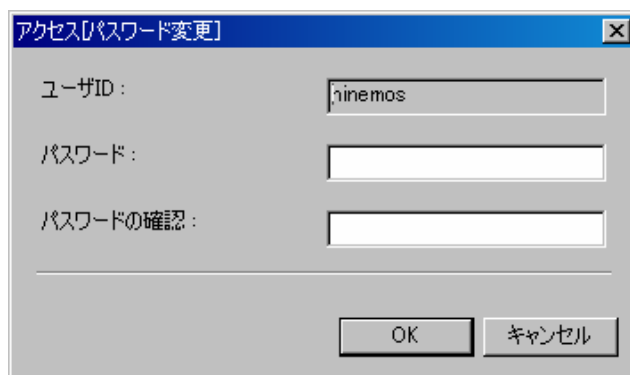 アクセス[パスワード変更]
ユーザID :
hinemos
パスワード :
パスワードの確認 :
OK
キャンセル